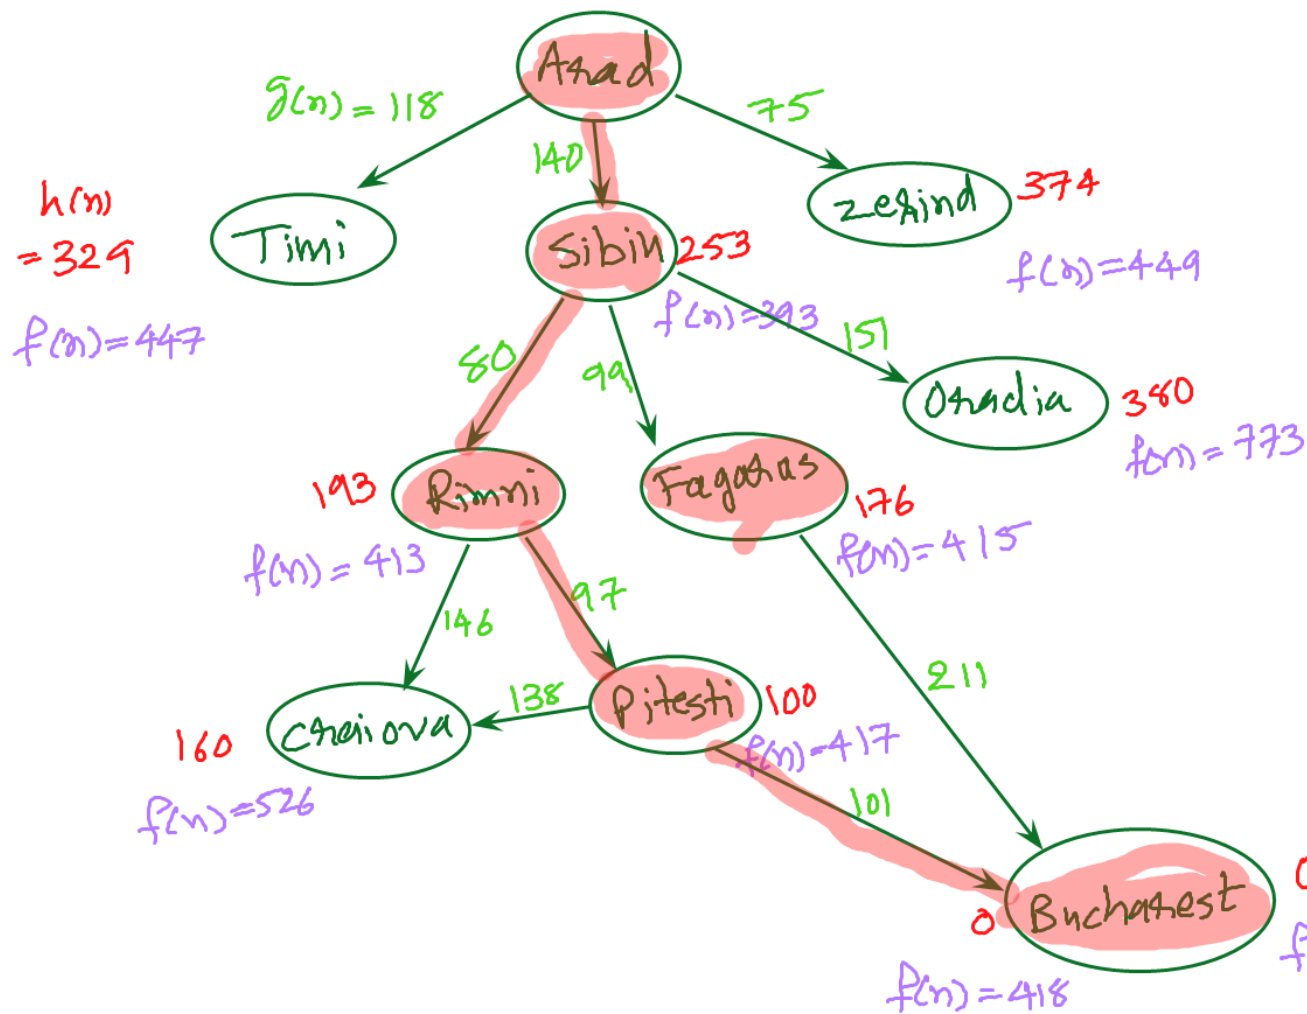 Arad
g(n) = 118
75
140
h(n)
= 329
Timi
Zerind
374
Sibiu
253
f(n)=449
f(n)=447
f(n)=393
151
80
99
Oradia
380
f(n)=773
193
Rimni
Fagaras
176
f(n)=413
f(n)=415
97
146
211
138
Pitesti
100
160
Craiova
f(n)=417
f(n)=526
101
0
Bucharest
0
f(n)=418